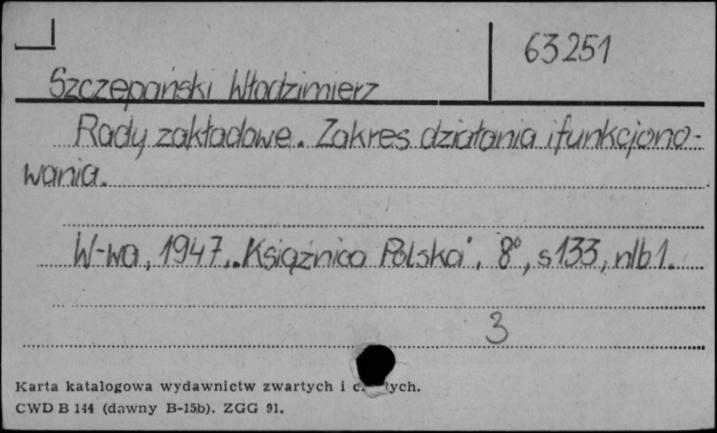 63251
Szczepański Włodzimierz
Rady zakładowe. Zakres działania i funkcjono-
wania.
W-wa, 1947, „Książnica Polska", 8°, s 133, nlb 1.
3
Karta katalogowa wydawnictw zwartych i
CWD B 144 (dawny B-15b). ZGG 91.